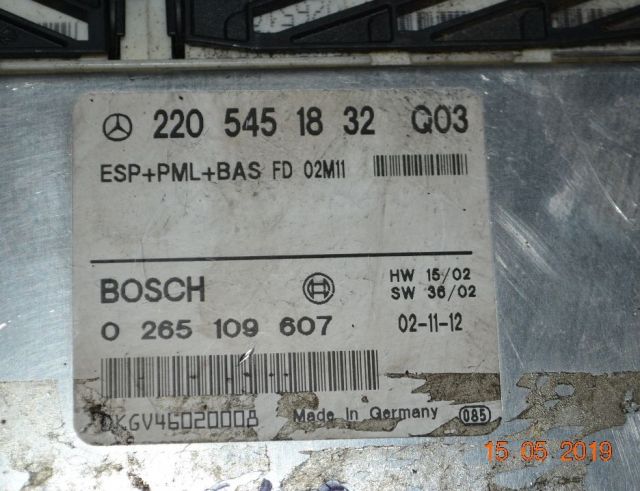 220 545 18 32 Q03
ESP+PML+BAS FD 02M11
BOSCH
HW 15/02
SW 36/02
0 265 109 607
02-11-12
KGV46020008
Made in Germany
085
15 05 2019